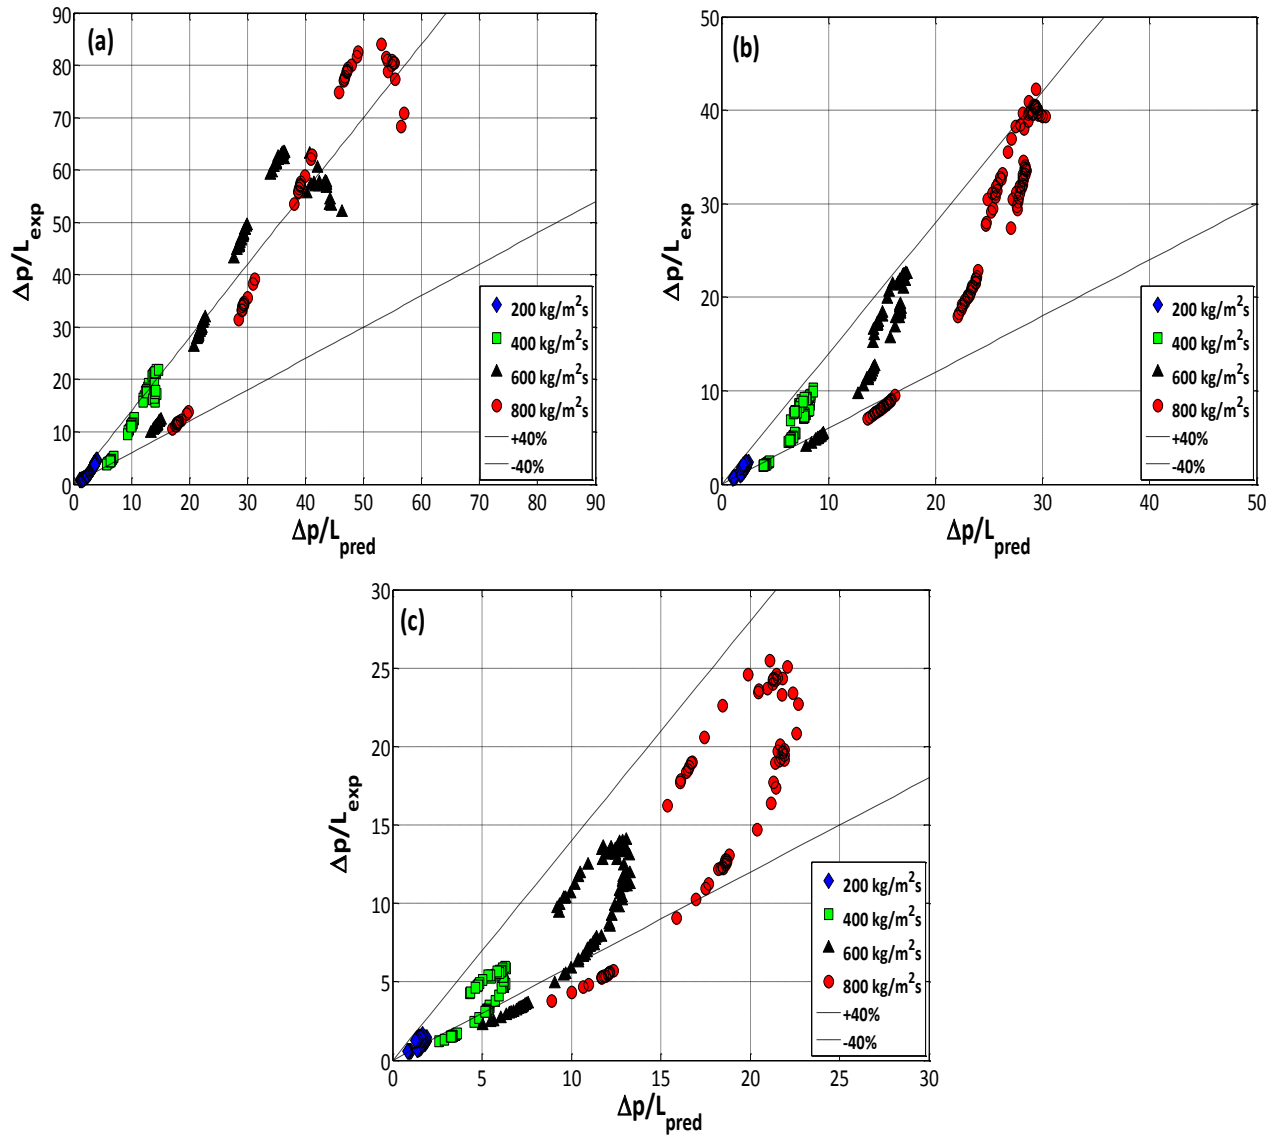 (a)
90
80
70
60
50
40
30
20
10
0
Δp/L_exp
0 10 20 30 40 50 60 70 80 90
Δp/L_pred
200 kg/m²s
400 kg/m²s
600 kg/m²s
800 kg/m²s
+40%
-40%
(b)
50
40
30
20
10
0
Δp/L_exp
0 10 20 30 40 50
Δp/L_pred
200 kg/m²s
400 kg/m²s
600 kg/m²s
800 kg/m²s
+40%
-40%
(c)
30
25
20
15
10
5
0
Δp/L_exp
0 5 10 15 20 25 30
Δp/L_pred
200 kg/m²s
400 kg/m²s
600 kg/m²s
800 kg/m²s
+40%
-40%